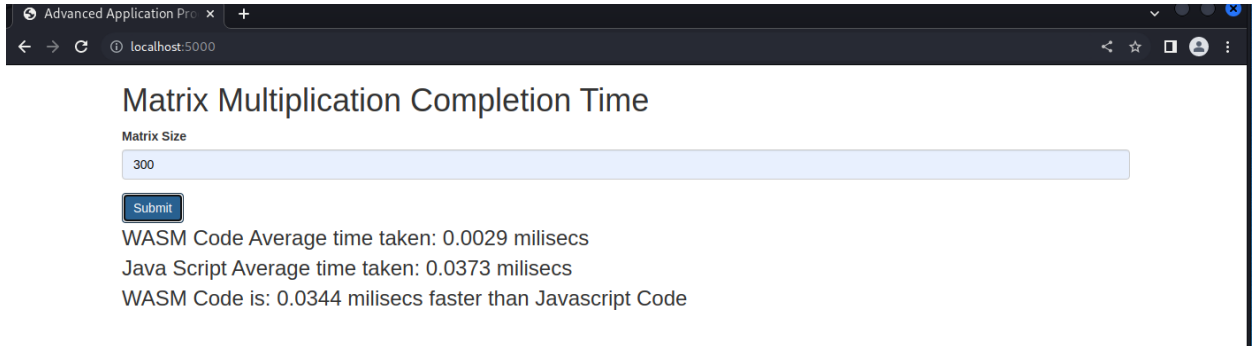 Advanced Application Pro
localhost:5000
Matrix Multiplication Completion Time
Matrix Size
300
Submit
WASM Code Average time taken: 0.0029 milisecs
Java Script Average time taken: 0.0373 milisecs
WASM Code is: 0.0344 milisecs faster than Javascript Code